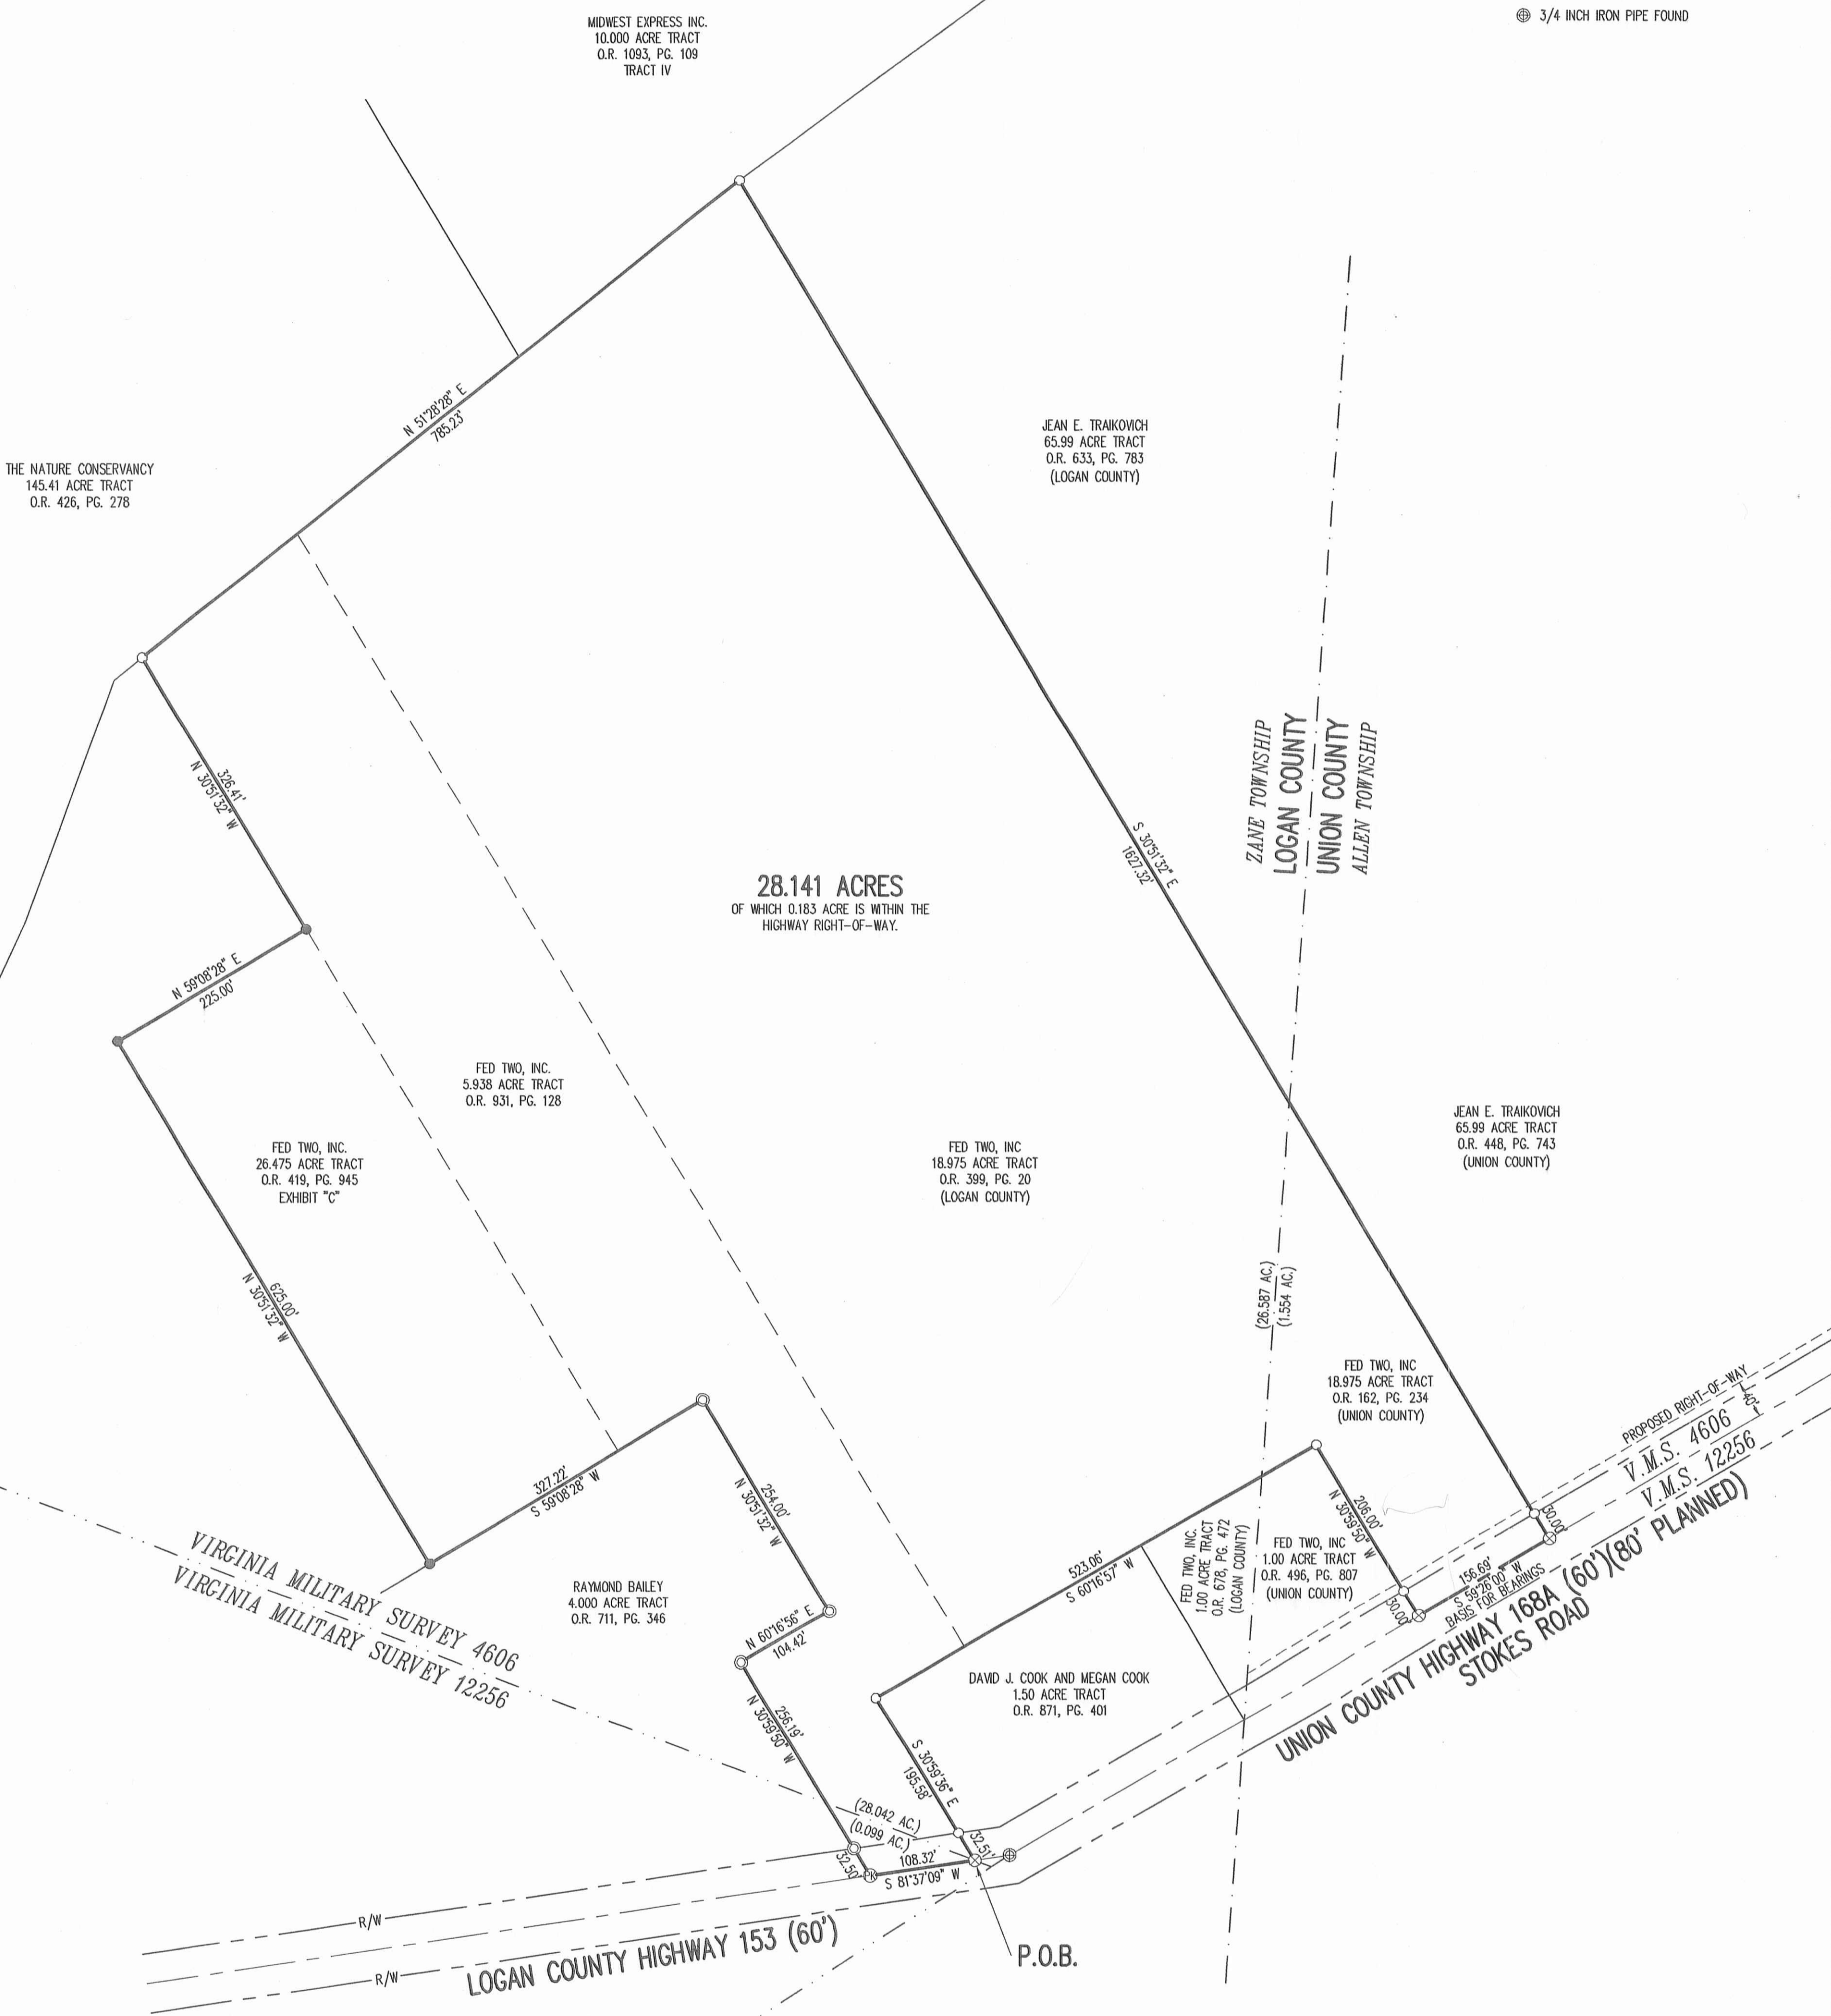 MIDWEST EXPRESS INC.
10.000 ACRE TRACT
O.R. 1093, PG. 109
TRACT IV
3/4 INCH IRON PIPE FOUND
N 51°28'28" E
785.23'
THE NATURE CONSERVANCY
145.41 ACRE TRACT
O.R. 426, PG. 278
JEAN E. TRAIKOVICH
65.99 ACRE TRACT
O.R. 633, PG. 783
(LOGAN COUNTY)
326.41'
N 30°51'32" W
ZANE TOWNSHIP
LOGAN COUNTY
UNION COUNTY
ALLEN TOWNSHIP
S 30°51'32" E
1627.32'
28.141 ACRES
OF WHICH 0.183 ACRE IS WITHIN THE
HIGHWAY RIGHT-OF-WAY.
N 59°08'28" E
225.00'
FED TWO, INC.
5.938 ACRE TRACT
O.R. 931, PG. 128
FED TWO, INC.
26.475 ACRE TRACT
O.R. 419, PG. 945
EXHIBIT "C"
FED TWO, INC
18.975 ACRE TRACT
O.R. 399, PG. 20
(LOGAN COUNTY)
JEAN E. TRAIKOVICH
65.99 ACRE TRACT
O.R. 448, PG. 743
(UNION COUNTY)
625.00'
N 30°51'32" W
(26.587 AC.)
(1.554 AC.)
FED TWO, INC
18.975 ACRE TRACT
O.R. 162, PG. 234
(UNION COUNTY)
PROPOSED RIGHT-OF-WAY
40'
V.M.S. 4606
V.M.S. 12256
327.22'
S 59°08'28" W
254.00'
N 30°51'32" W
206.00'
N 30°59'50" W
30.00'
523.06'
S 60°16'57" W
FED TWO, INC.
1.00 ACRE TRACT
O.R. 678, PG. 472
(LOGAN COUNTY)
FED TWO, INC
1.00 ACRE TRACT
O.R. 496, PG. 807
(UNION COUNTY)
30.00'
156.69'
S 59°26'00" W
BASIS FOR BEARINGS
UNION COUNTY HIGHWAY 168A (60')(80' PLANNED)
STOKES ROAD
VIRGINIA MILITARY SURVEY 4606
VIRGINIA MILITARY SURVEY 12256
RAYMOND BAILEY
4.000 ACRE TRACT
O.R. 711, PG. 346
N 60°16'56" E
104.42'
DAVID J. COOK AND MEGAN COOK
1.50 ACRE TRACT
O.R. 871, PG. 401
256.19'
N 30°59'50" W
S 30°59'36" E
195.58'
(28.042 AC.)
(0.099 AC.)
32.51'
32.50'
PK
108.32'
S 81°37'09" W
R/W
R/W
LOGAN COUNTY HIGHWAY 153 (60')
P.O.B.